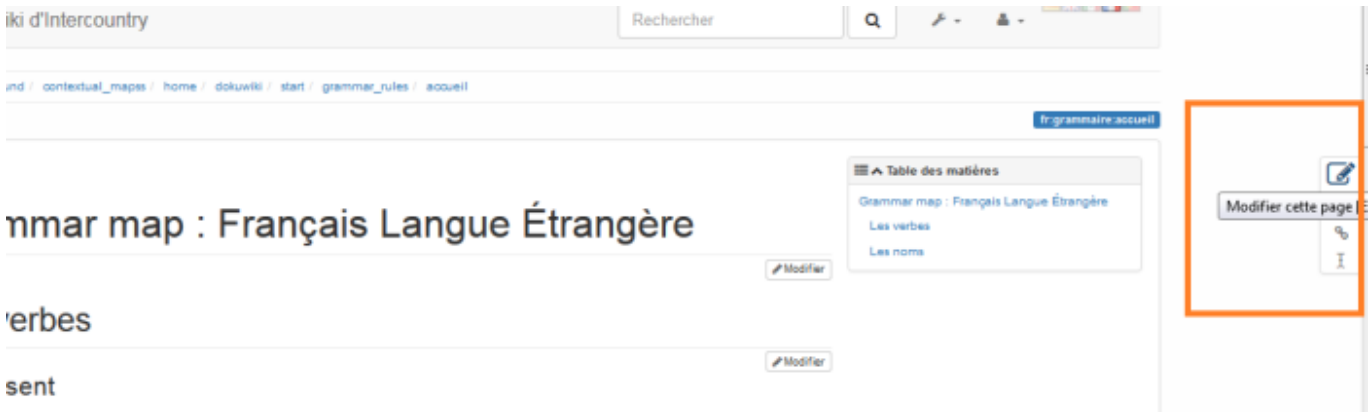 iki d'Intercountry
Rechercher
und / contextual_mapss / home / dokuwiki / start / grammar_rules / accueil
fr:grammaire:accueil
Table des matières
Grammar map : Français Langue Étrangère
Les verbes
Les noms
Modifier cette page [E
mmar map : Français Langue Étrangère
Modifier
verbes
Modifier
sent